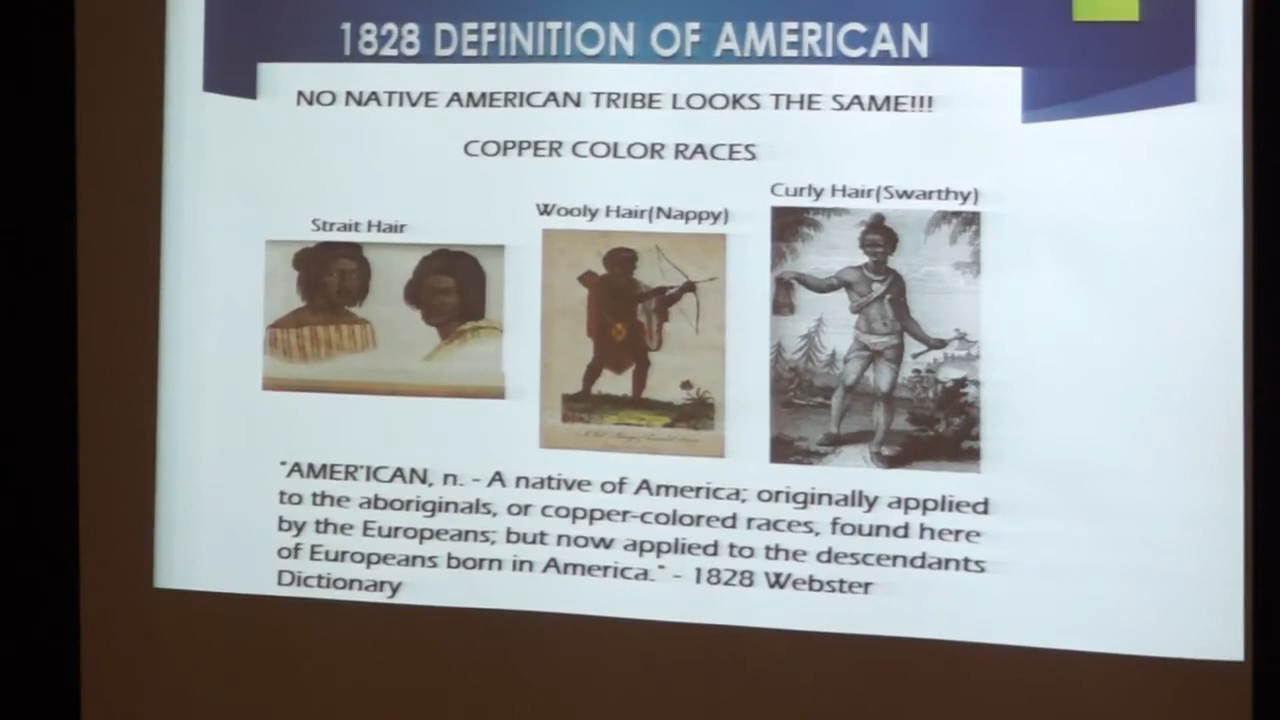 1828 DEFINITION OF AMERICAN
NO NATIVE AMERICAN TRIBE LOOKS THE SAME!!!
COPPER COLOR RACES
Strait Hair
Wooly Hair(Nappy)
Curly Hair(Swarthy)
"AMER'ICAN, n. - A native of America; originally applied
to the aboriginals, or copper-colored races, found here
by the Europeans; but now applied to the descendants
of Europeans born in America." - 1828 Webster
Dictionary